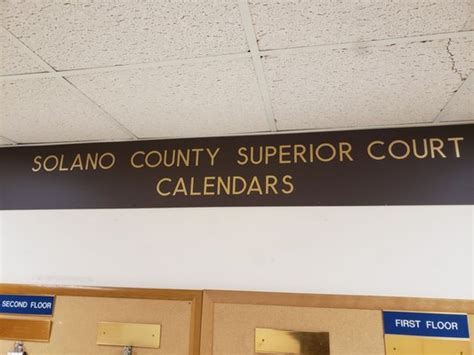 SOLANO COUNTY SUPERIOR COURT
CALENDARS
SECOND FLOOR
FIRST FLOOR